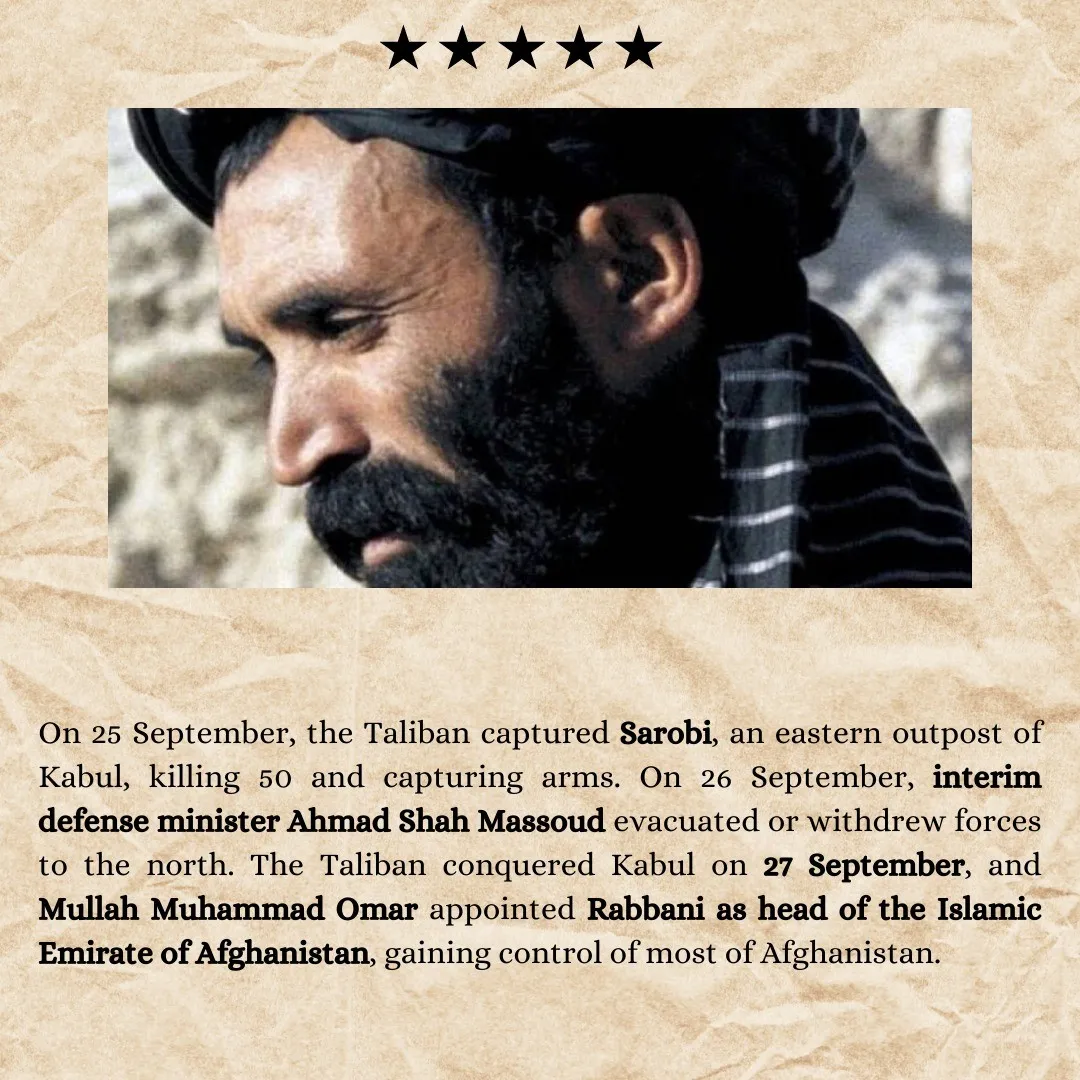 On 25 September, the Taliban captured Sarobi, an eastern outpost of
Kabul, killing 50 and capturing arms. On 26 September, interim
defense minister Ahmad Shah Massoud evacuated or withdrew forces
to the north. The Taliban conquered Kabul on 27 September, and
Mullah Muhammad Omar appointed Rabbani as head of the Islamic
Emirate of Afghanistan, gaining control of most of Afghanistan.